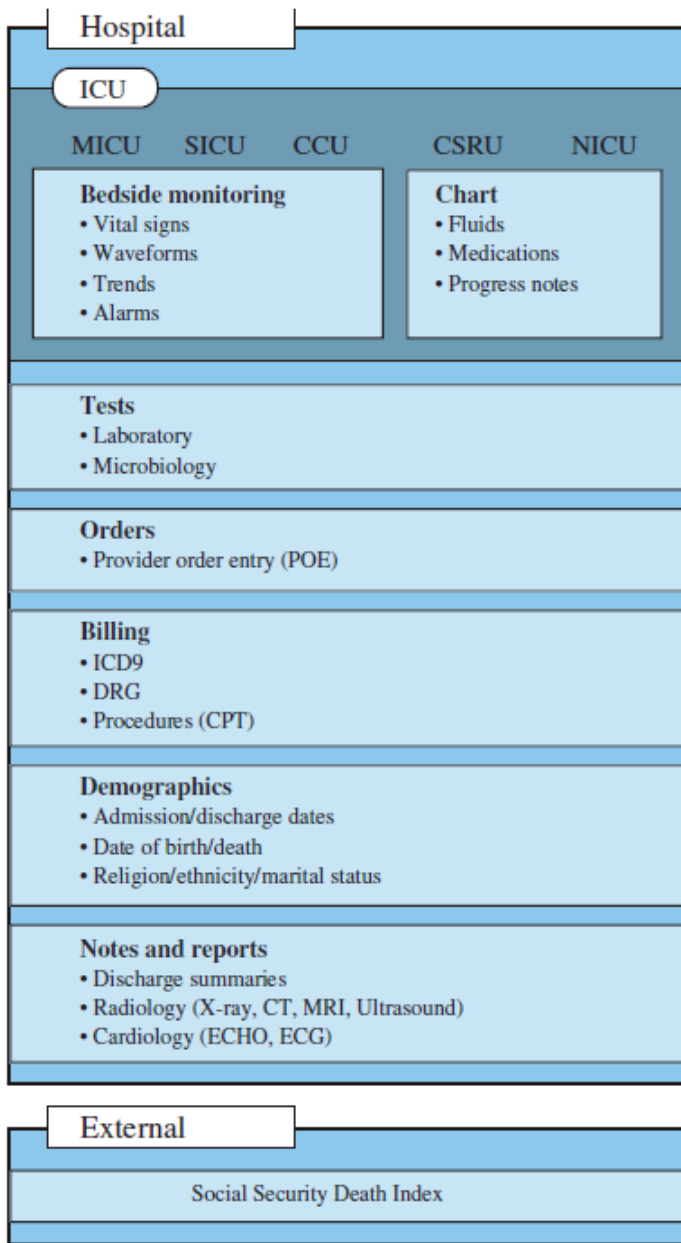 Hospital
ICU
MICU SICU CCU CSRU NICU
Bedside monitoring
• Vital signs
• Waveforms
• Trends
• Alarms
Chart
• Fluids
• Medications
• Progress notes
Tests
• Laboratory
• Microbiology
Orders
• Provider order entry (POE)
Billing
• ICD9
• DRG
• Procedures (CPT)
Demographics
• Admission/discharge dates
• Date of birth/death
• Religion/ethnicity/marital status
Notes and reports
• Discharge summaries
• Radiology (X-ray, CT, MRI, Ultrasound)
• Cardiology (ECHO, ECG)
External
Social Security Death Index